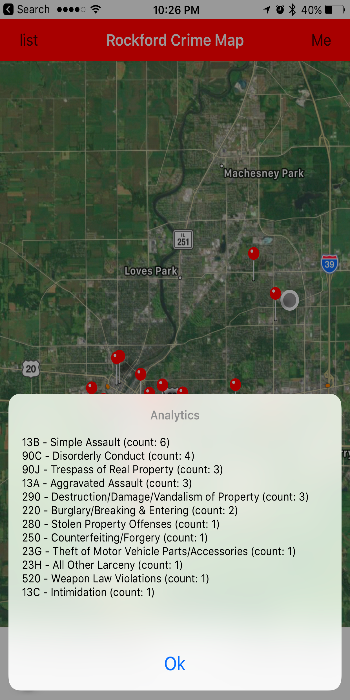 Search
10:26 PM
40%
list
Rockford Crime Map
Me
Machesney Park
IL
251
Loves Park
39
20
Analytics
13B - Simple Assault (count: 6)
90C - Disorderly Conduct (count: 4)
90J - Trespass of Real Property (count: 3)
13A - Aggravated Assault (count: 3)
290 - Destruction/Damage/Vandalism of Property (count: 3)
220 - Burglary/Breaking & Entering (count: 2)
280 - Stolen Property Offenses (count: 1)
250 - Counterfeiting/Forgery (count: 1)
23G - Theft of Motor Vehicle Parts/Accessories (count: 1)
23H - All Other Larceny (count: 1)
520 - Weapon Law Violations (count: 1)
13C - Intimidation (count: 1)
Ok